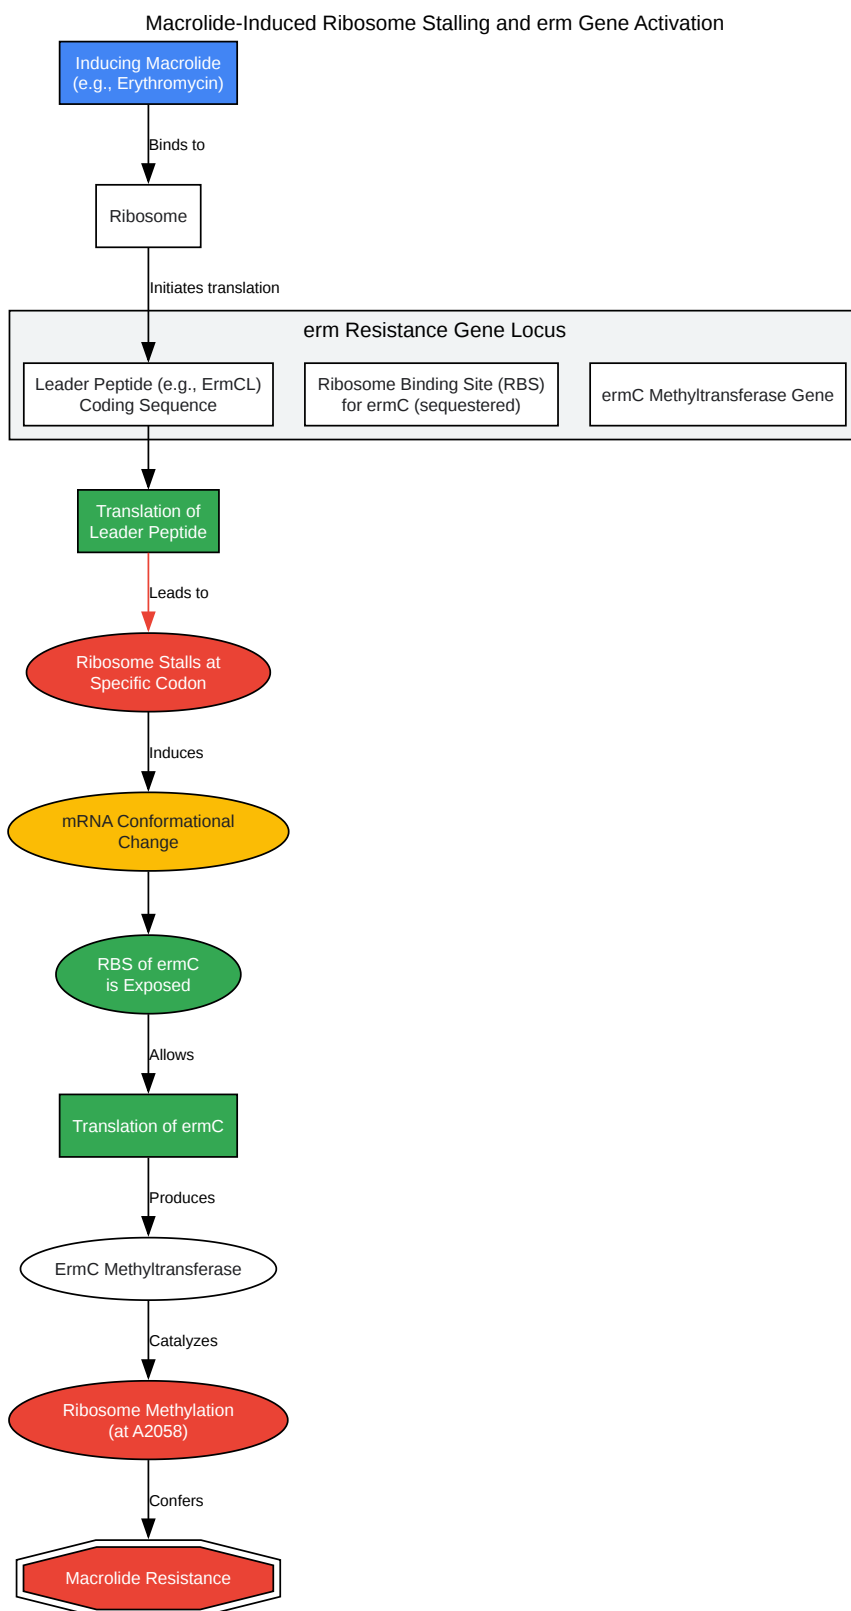 Macrolide-Induced Ribosome Stalling and erm Gene Activation
Inducing Macrolide
(e.g., Erythromycin)
Binds to
Ribosome
Initiates translation
erm Resistance Gene Locus
Leader Peptide (e.g., ErmCL)
Coding Sequence
Ribosome Binding Site (RBS)
for ermC (sequestered)
ermC Methyltransferase Gene
Translation of
Leader Peptide
Leads to
Ribosome Stalls at
Specific Codon
Induces
mRNA Conformational
Change
RBS of ermC
is Exposed
Allows
Translation of ermC
Produces
ErmC Methyltransferase
Catalyzes
Ribosome Methylation
(at A2058)
Confers
Macrolide Resistance